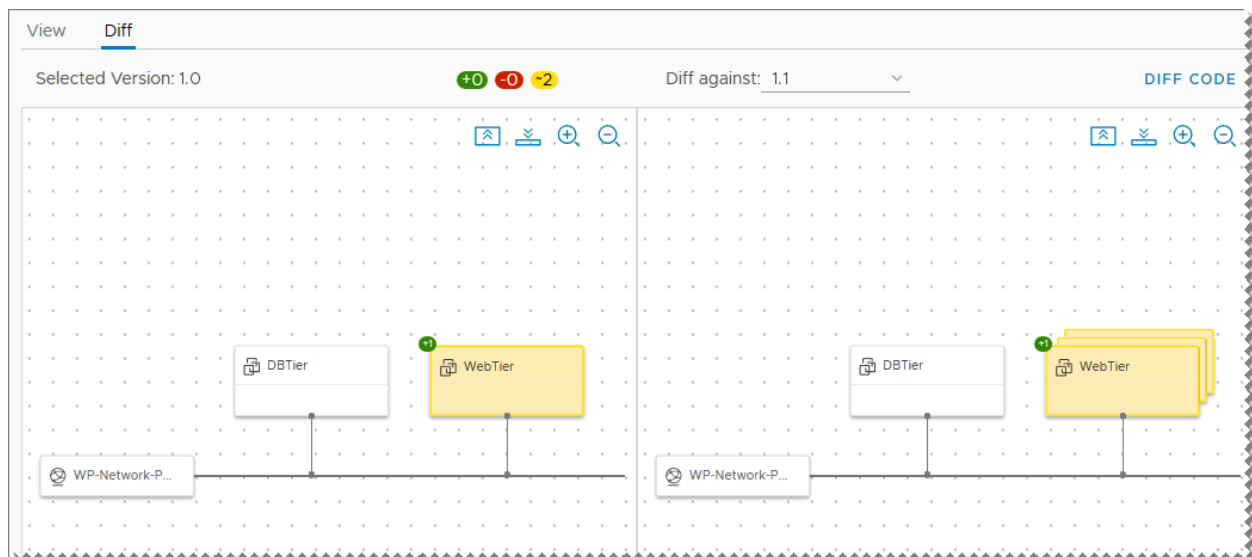 View Diff
Selected Version: 1.0 +0 -0 ~2 Diff against: 1.1 DIFF CODE
+1 +1
DBTier WebTier DBTier WebTier
WP-Network-P... WP-Network-P...